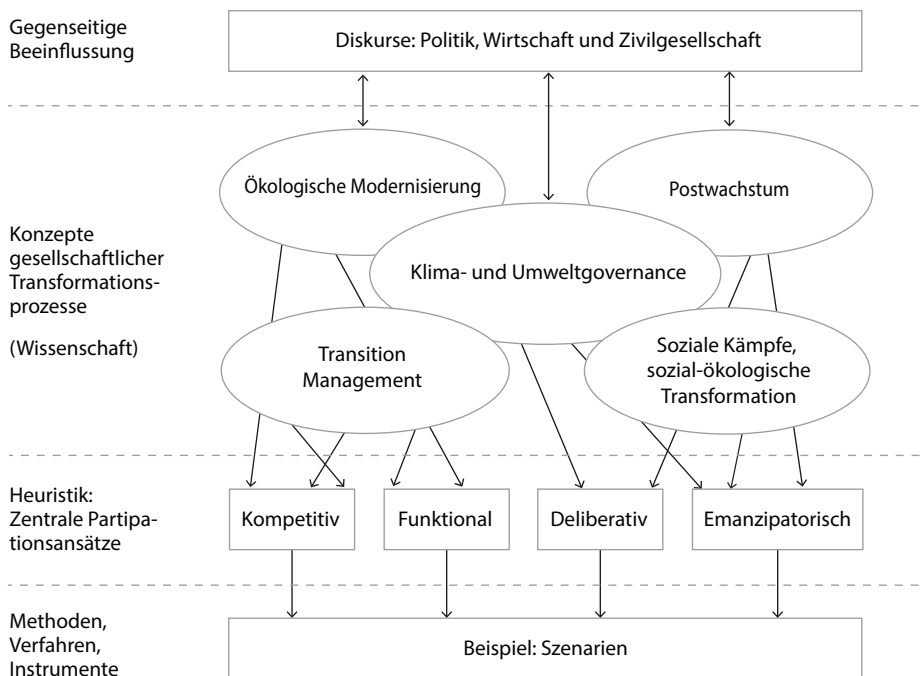 Gegenseitige
Beeinflussung
Diskurse: Politik, Wirtschaft und Zivilgesellschaft
Ökologische Modernisierung
Postwachstum
Konzepte
gesellschaftlicher
Transformations-
prozesse
(Wissenschaft)
Klima- und Umweltgovernance
Transition
Management
Soziale Kämpfe,
sozial-ökologische
Transformation
Heuristik:
Zentrale Partipa-
tionsansätze
Kompetitiv
Funktional
Deliberativ
Emanzipatorisch
Methoden,
Verfahren,
Instrumente
Beispiel: Szenarien